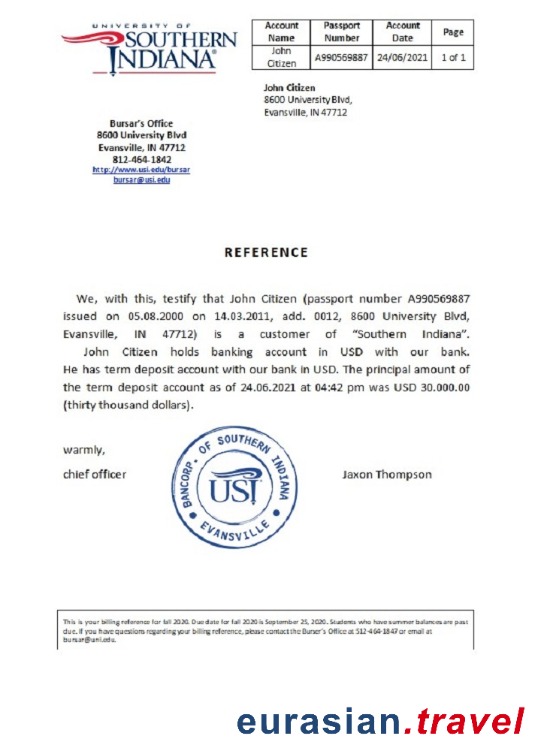 UNIVERSITY OF
SOUTHERN
INDIANA®
Account Name Passport Number Account Date Page
John Citizen A990569887 24/06/2021 1 of 1
John Citizen
8600 University Blvd,
Evansville, IN 47712
Bursar's Office
8600 University Blvd
Evansville, IN 47712
812-464-1842
http://www.usi.edu/bursar
bursar@usi.edu
REFERENCE
We, with this, testify that John Citizen (passport number A990569887
issued on 05.08.2000 on 14.03.2011, add. 0012, 8600 University Blvd,
Evansville, IN 47712) is a customer of “Southern Indiana”.
John Citizen holds banking account in USD with our bank.
He has term deposit account with our bank in USD. The principal amount of
the term deposit account as of 24.06.2021 at 04:42 pm was USD 30.000.00
(thirty thousand dollars).
warmly,
chief officer
BANCORP. OF SOUTHERN INDIANA
USI
EVANSVILLE
Jaxon Thompson
This is your billing reference for fall 2020. Due date for fall 2020 is September 25, 2020. Students who have summer balances are past
due. If you have questions regarding your billing reference, please contact the Burser's Office at 512-464-1847 or email at
bursar@uni.edu.
eurasian.travel